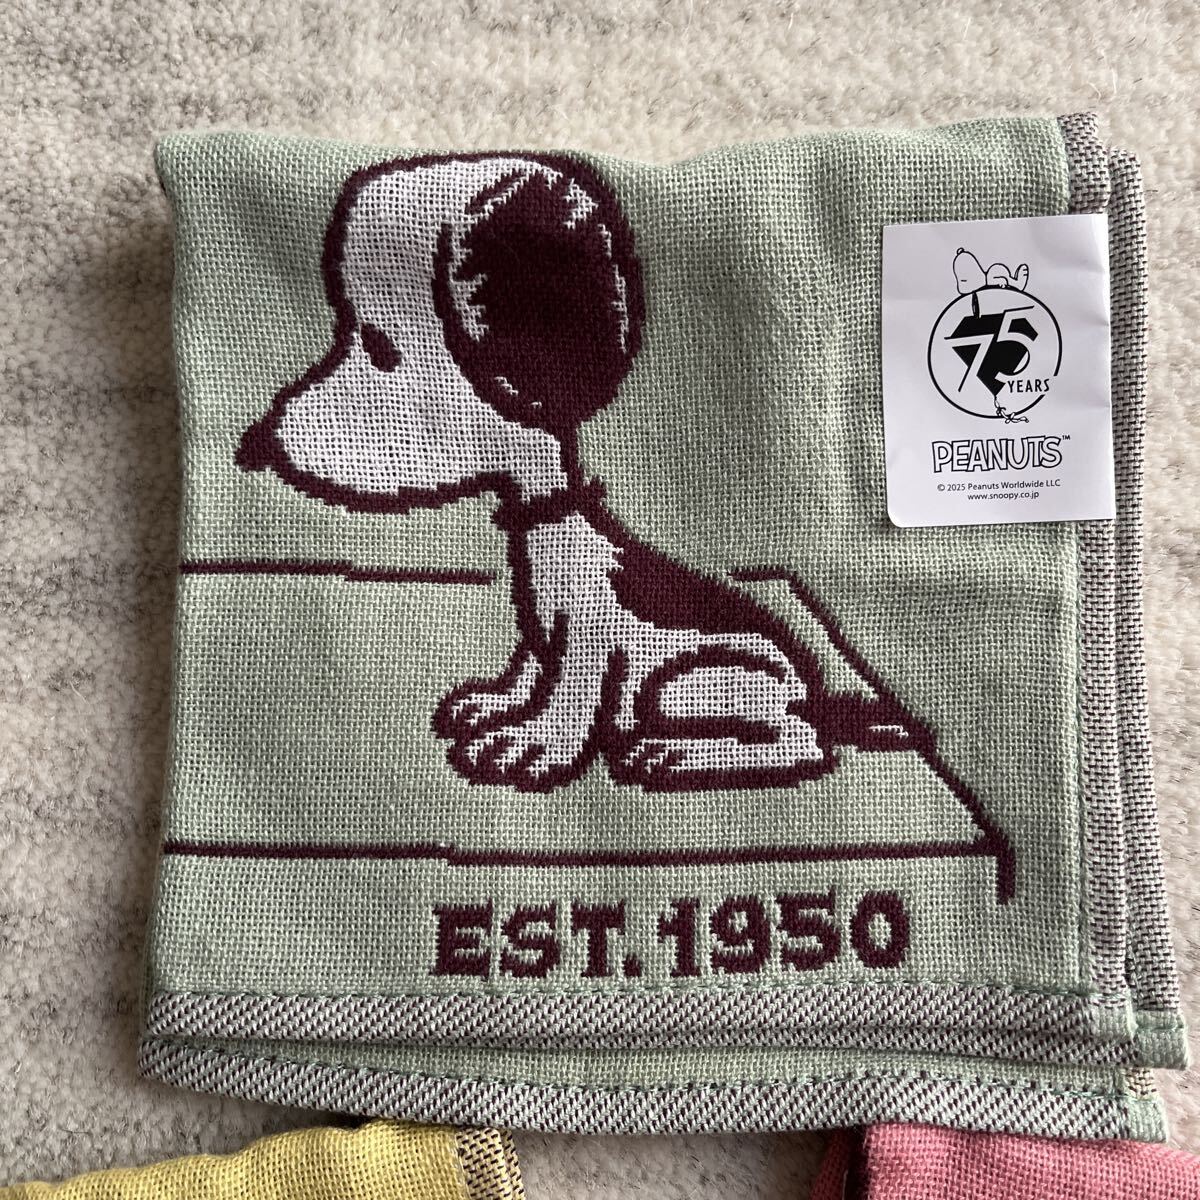 75
YEARS
PEANUTS™
© 2025 Peanuts Worldwide LLC
www.snoopy.co.jp
EST.1950